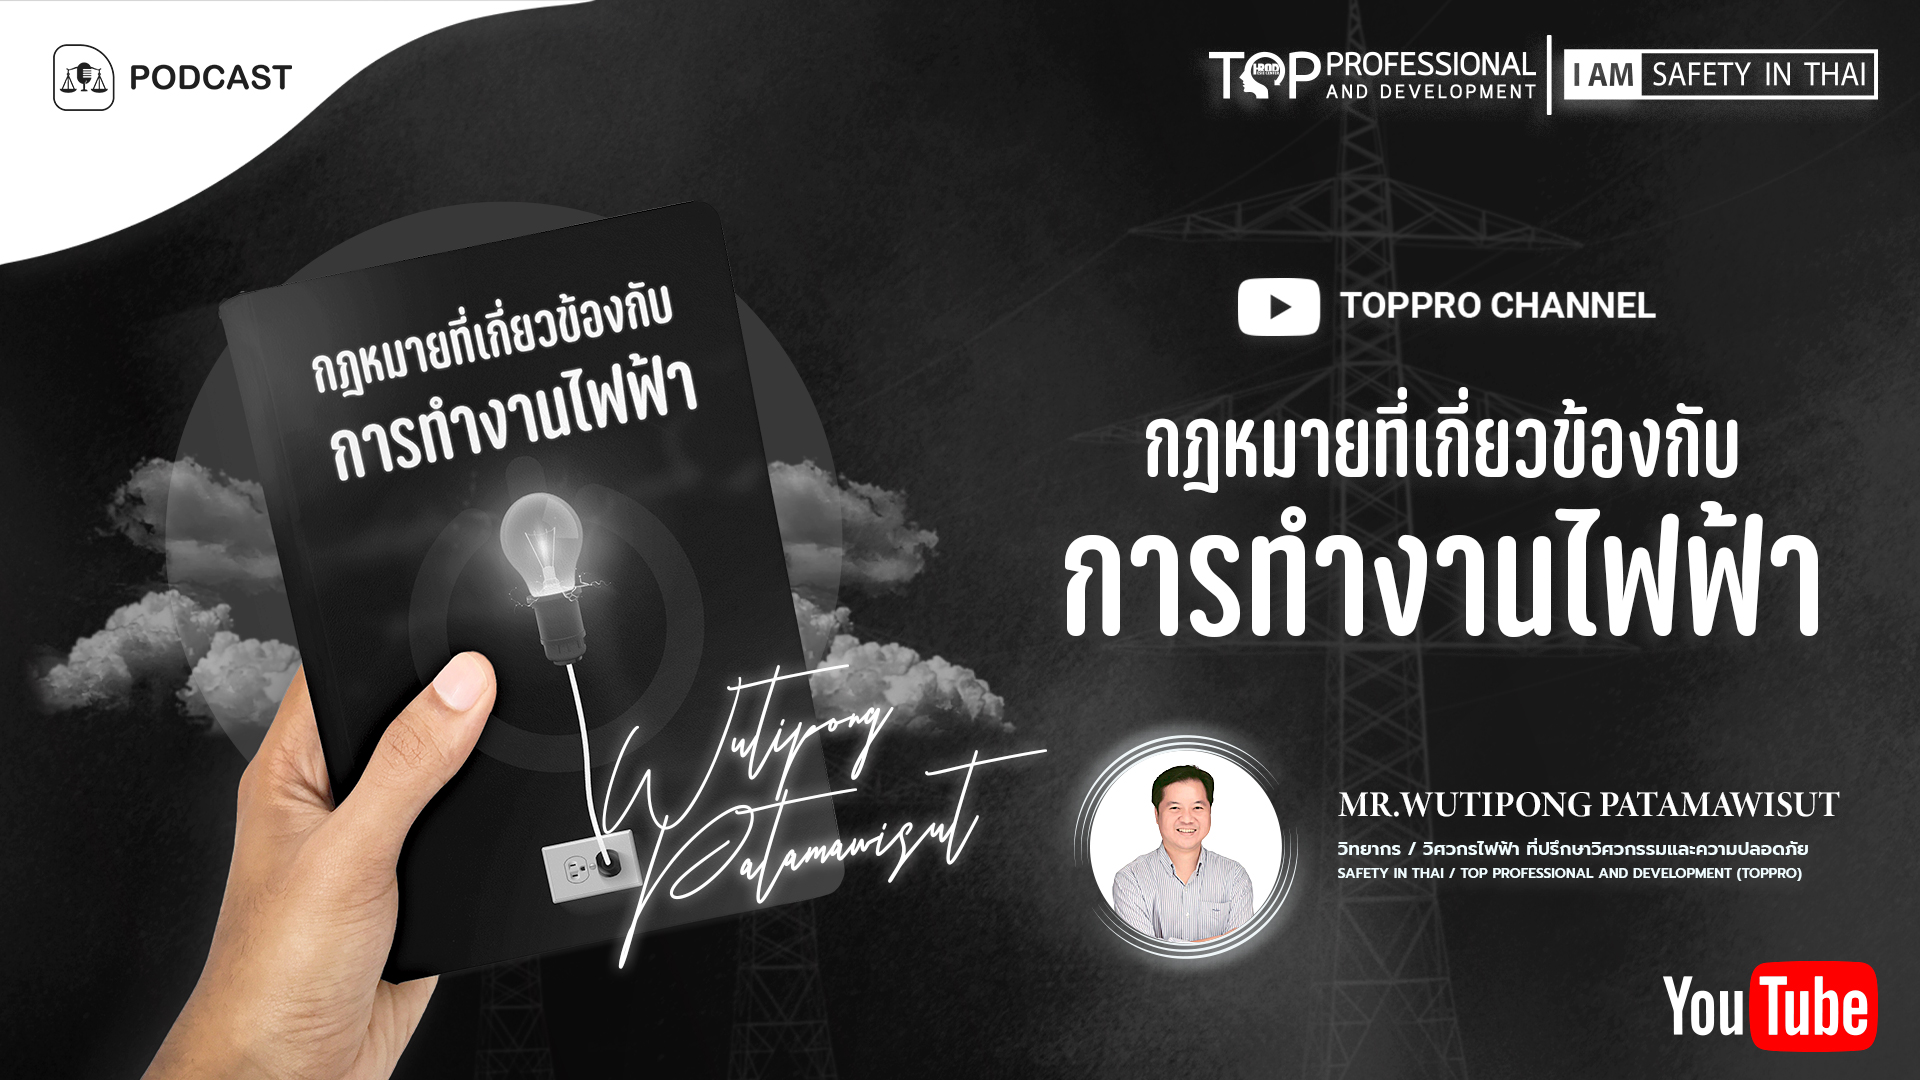 PODCAST
TOP PROFESSIONAL
AND DEVELOPMENT
I AM SAFETY IN THAI
กฎหมายที่เกี่ยวข้องกับ
การทำงานไฟฟ้า
Wutipong
Patamawisut
TOPPRO CHANNEL
กฎหมายที่เกี่ยวข้องกับ
การทำงานไฟฟ้า
MR.WUTIPONG PATAMAWISUT
วิทยากร / วิศวกรไฟฟ้า ที่ปรึกษาวิศวกรรมและความปลอดภัย
SAFETY IN THAI / TOP PROFESSIONAL AND DEVELOPMENT (TOPPRO)
YouTube